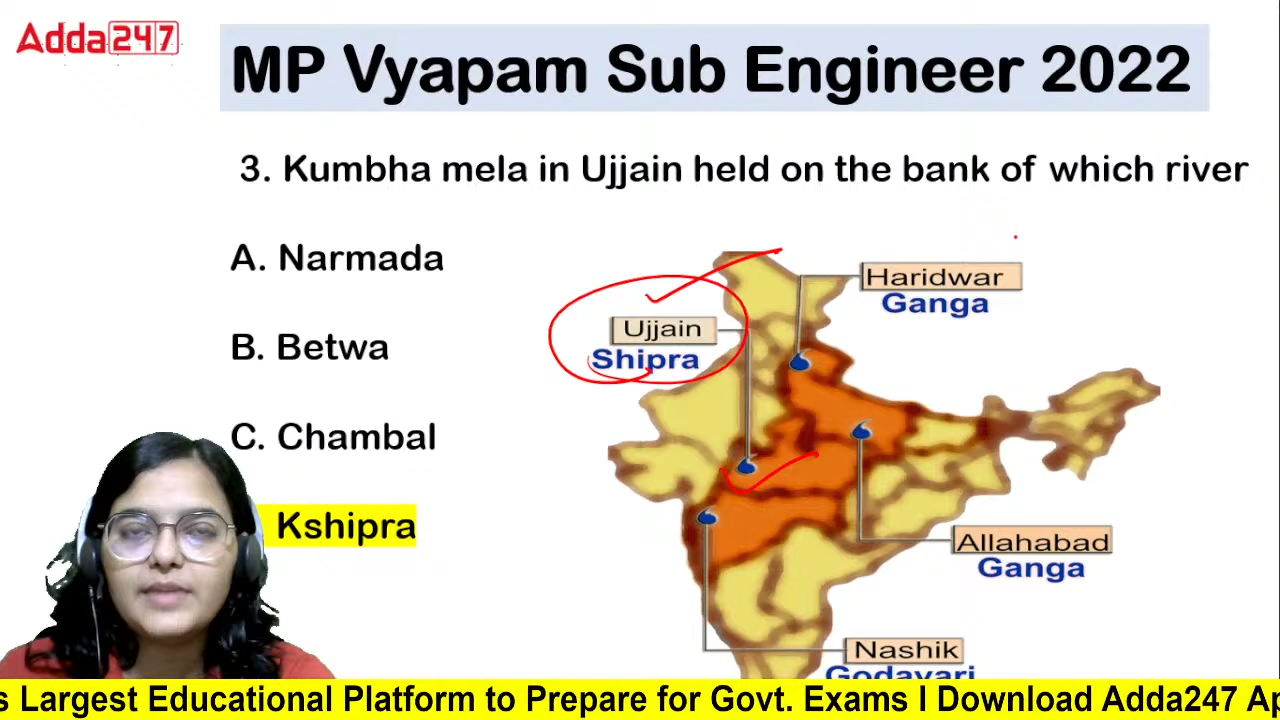 Adda247
MP Vyapam Sub Engineer 2022
3. Kumbha mela in Ujjain held on the bank of which river
A. Narmada
B. Betwa
C. Chambal
Kshipra
Haridwar
Ganga
Ujjain
Shipra
Allahabad
Ganga
Nashik
Godavari
s Largest Educational Platform to Prepare for Govt. Exams I Download Adda247 Ap